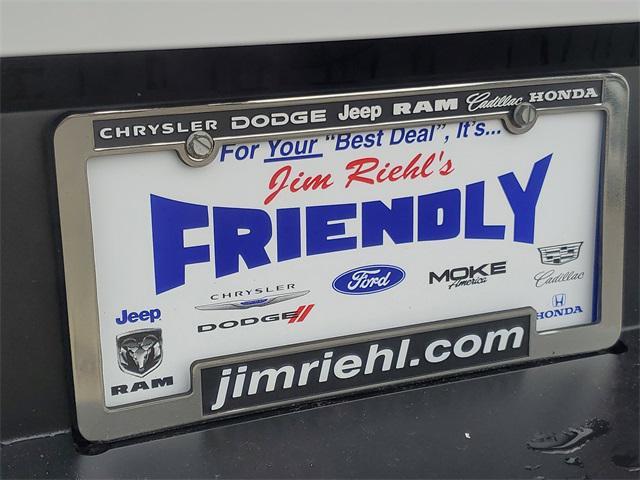 CHRYSLER DODGE Jeep RAM Cadillac HONDA
For Your "Best Deal", It's...
Jim Riehl's
FRIENDLY
CHRYSLER
DODGE
Ford
MOKE
America
Cadillac
HONDA
Jeep
RAM
jimriehl.com